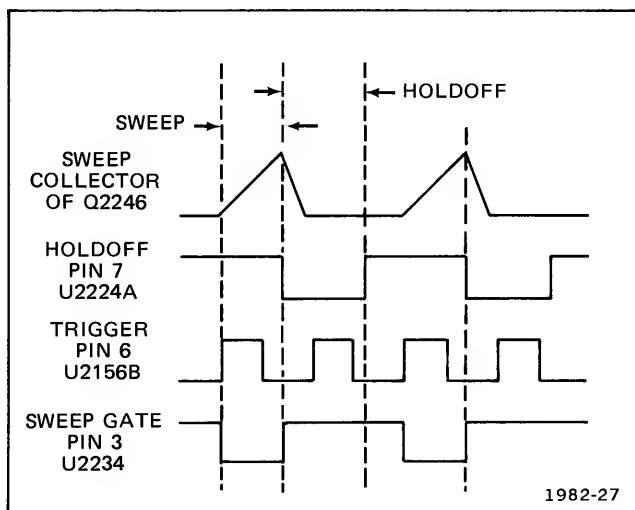 HOLDOFF
SWEEP
SWEEP
COLLECTOR
OF Q2246
HOLDOFF
PIN 7
U2224A
TRIGGER
PIN 6
U2156B
SWEEP GATE
PIN 3
U2234
1982-27